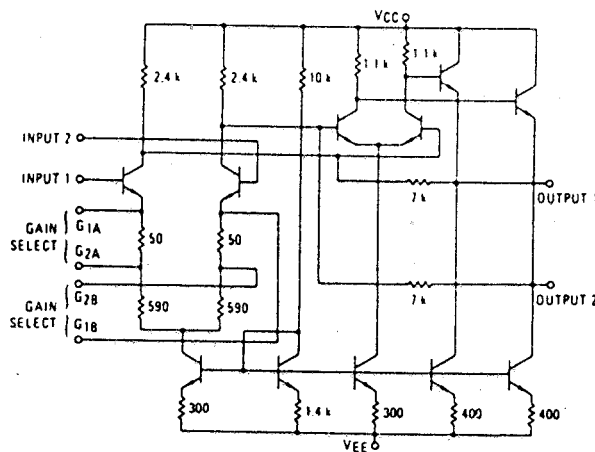 VCC
2.4 k
2.4 k
10 k
1.1 k
1.1 k
INPUT 2
INPUT 1
GAIN SELECT
G1A
G2A
50
50
7 k
OUTPUT 1
G2B
GAIN SELECT
G1B
590
590
7 k
OUTPUT 2
300
1.4 k
300
400
400
VEE